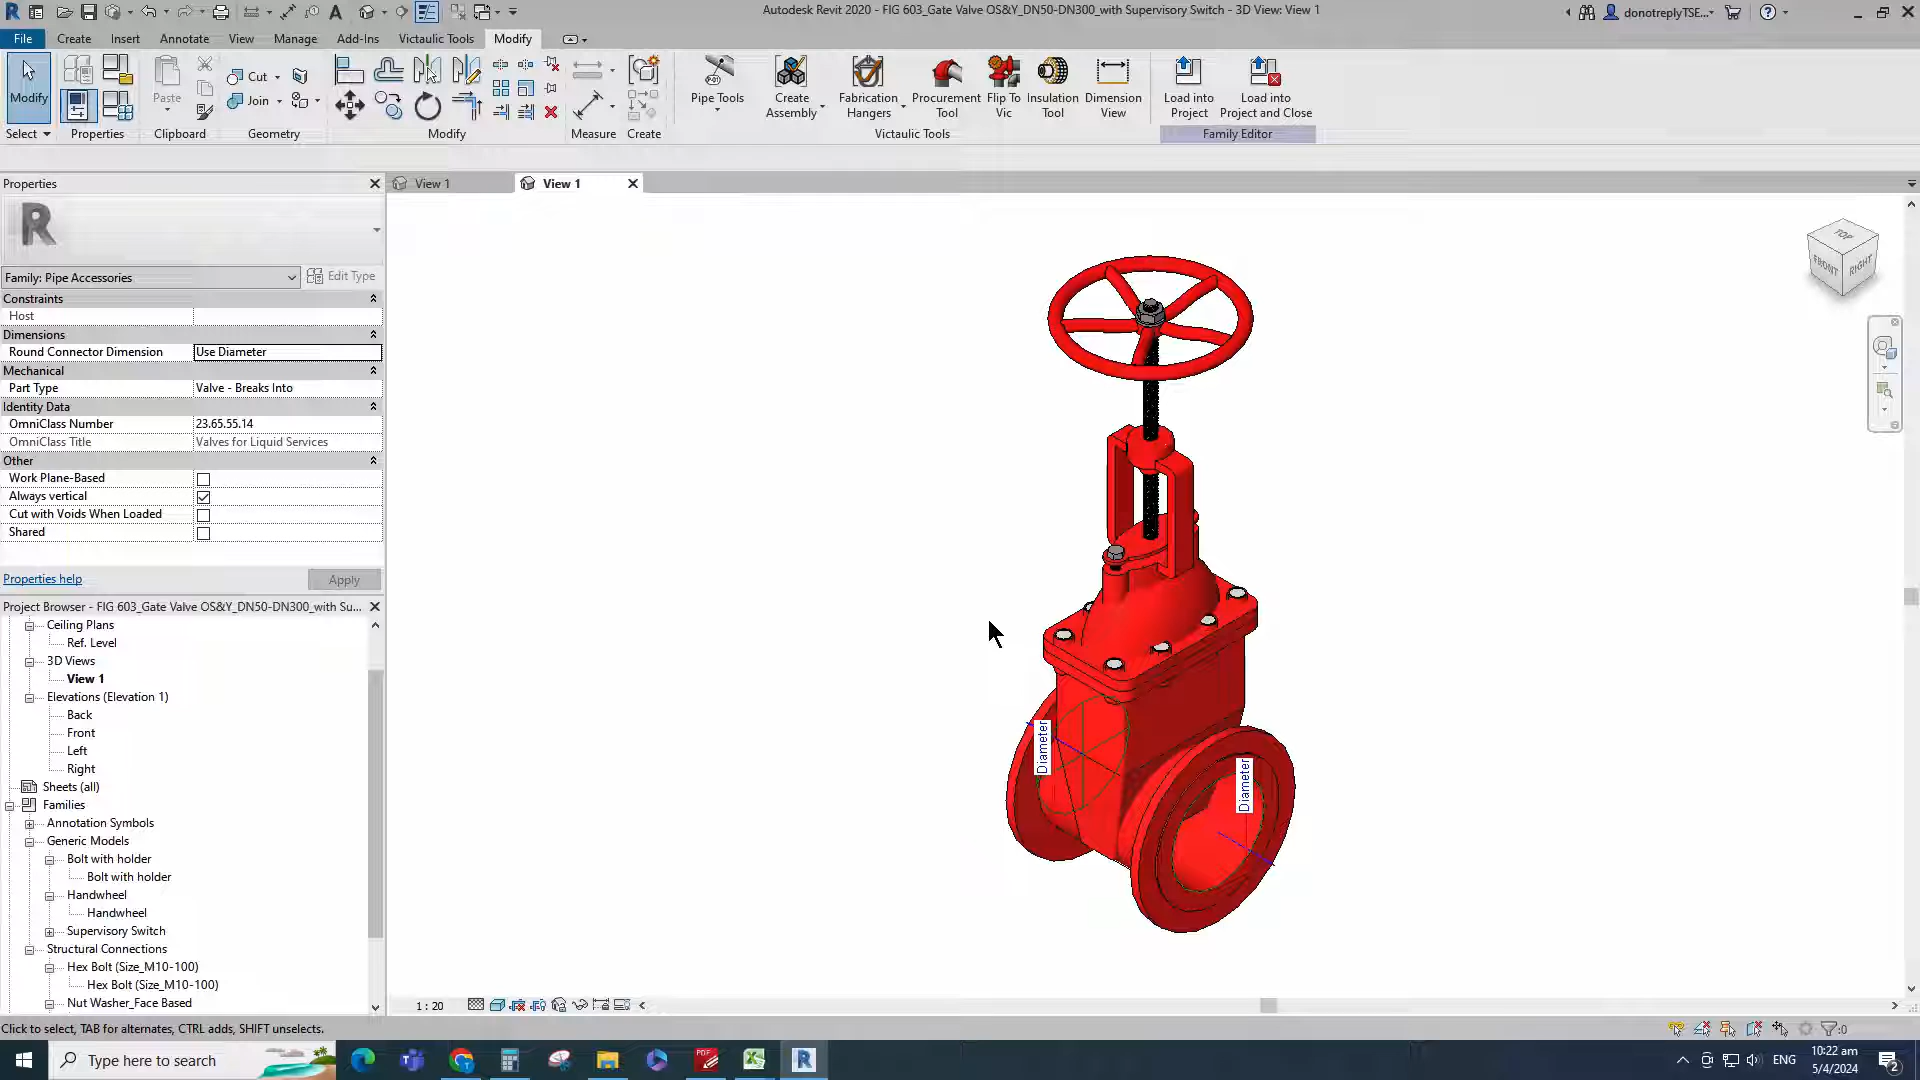 Autodesk Revit 2020 - FIG 603_Gate Valve OS&Y_DN50-DN300_with Supervisory Switch - 3D View: View 1
donotreplyTSE...
File
Create
Insert
Annotate
View
Manage
Add-Ins
Victaulic Tools
Modify
Modify
Paste
Cut
Join
Pipe Tools
Create Assembly
Fabrication Hangers
Procurement Tool
Flip To Vic
Insulation Tool
Dimension View
Load into Project
Load into Project and Close
Select
Properties
Clipboard
Geometry
Modify
Measure
Create
Victaulic Tools
Family Editor
Properties
View 1
View 1
R
Family: Pipe Accessories
Edit Type
Constraints
Host
Dimensions
Round Connector Dimension Use Diameter
Mechanical
Part Type Valve - Breaks Into
Identity Data
OmniClass Number 23.65.55.14
OmniClass Title Valves for Liquid Services
Other
Work Plane-Based
Always vertical
Cut with Voids When Loaded
Shared
Properties help
Apply
Project Browser - FIG 603_Gate Valve OS&Y_DN50-DN300_with Su...
Ceiling Plans
Ref. Level
3D Views
View 1
Elevations (Elevation 1)
Back
Front
Left
Right
Sheets (all)
Families
Annotation Symbols
Generic Models
Bolt with holder
Bolt with holder
Handwheel
Handwheel
Supervisory Switch
Structural Connections
Hex Bolt (Size_M10-100)
Hex Bolt (Size_M10-100)
Nut Washer_Face Based
TOP
FRONT
RIGHT
Diameter
Diameter
1 : 20
Click to select, TAB for alternates, CTRL adds, SHIFT unselects.
:0
Type here to search
ENG
10:22 am
5/4/2024
2